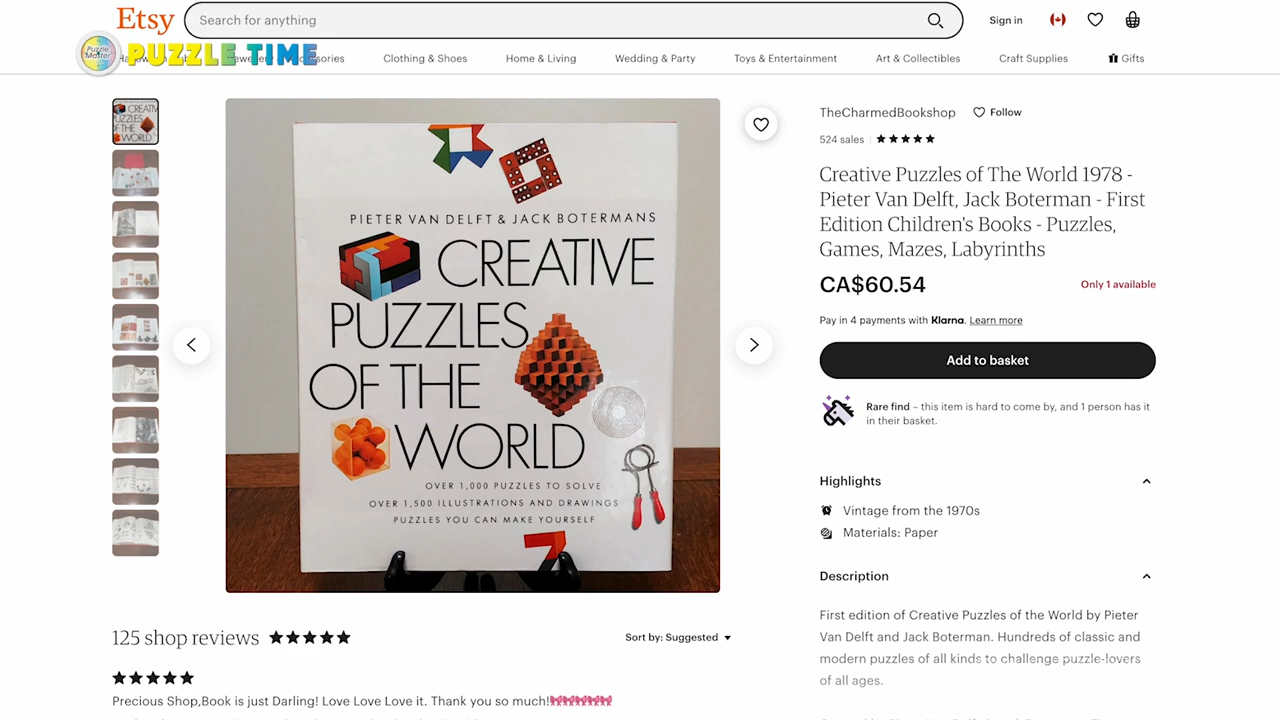 Etsy
Search for anything
Sign in
Puzzle Master
PUZZLE TIME
Clothing & Shoes
Home & Living
Wedding & Party
Toys & Entertainment
Art & Collectibles
Craft Supplies
Gifts
PIETER VAN DELFT & JACK BOTERMANS
CREATIVE
PUZZLES
OF THE
WORLD
OVER 1,000 PUZZLES TO SOLVE
OVER 1,500 ILLUSTRATIONS AND DRAWINGS
PUZZLES YOU CAN MAKE YOURSELF
TheCharmedBookshop
Follow
524 sales
Creative Puzzles of The World 1978 -
Pieter Van Delft, Jack Boterman - First
Edition Children's Books - Puzzles,
Games, Mazes, Labyrinths
CA$60.54
Only 1 available
Pay in 4 payments with Klarna. Learn more
Add to basket
Rare find – this item is hard to come by, and 1 person has it
in their basket.
Highlights
Vintage from the 1970s
Materials: Paper
Description
First edition of Creative Puzzles of the World by Pieter
Van Delft and Jack Boterman. Hundreds of classic and
modern puzzles of all kinds to challenge puzzle-lovers
of all ages.
125 shop reviews
Sort by: Suggested
Precious Shop,Book is just Darling! Love Love Love it. Thank you so much!🎀🎀🎀🎀🎀🎀